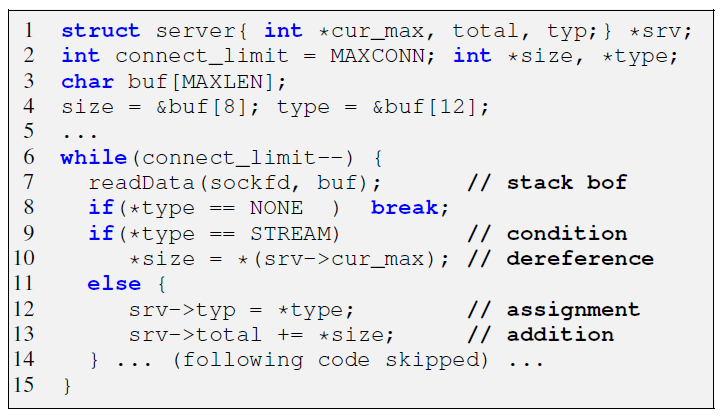 1 struct server{ int *cur_max, total, typ;} *srv;
2 int connect_limit = MAXCONN; int *size, *type;
3 char buf[MAXLEN];
4 size = &buf[8]; type = &buf[12];
5 ...
6 while(connect_limit--) {
7 readData(sockfd, buf); // stack bof
8 if(*type == NONE ) break;
9 if(*type == STREAM) // condition
10 *size = *(srv->cur_max); // dereference
11 else {
12 srv->typ = *type; // assignment
13 srv->total += *size; // addition
14 } ... (following code skipped) ...
15 }